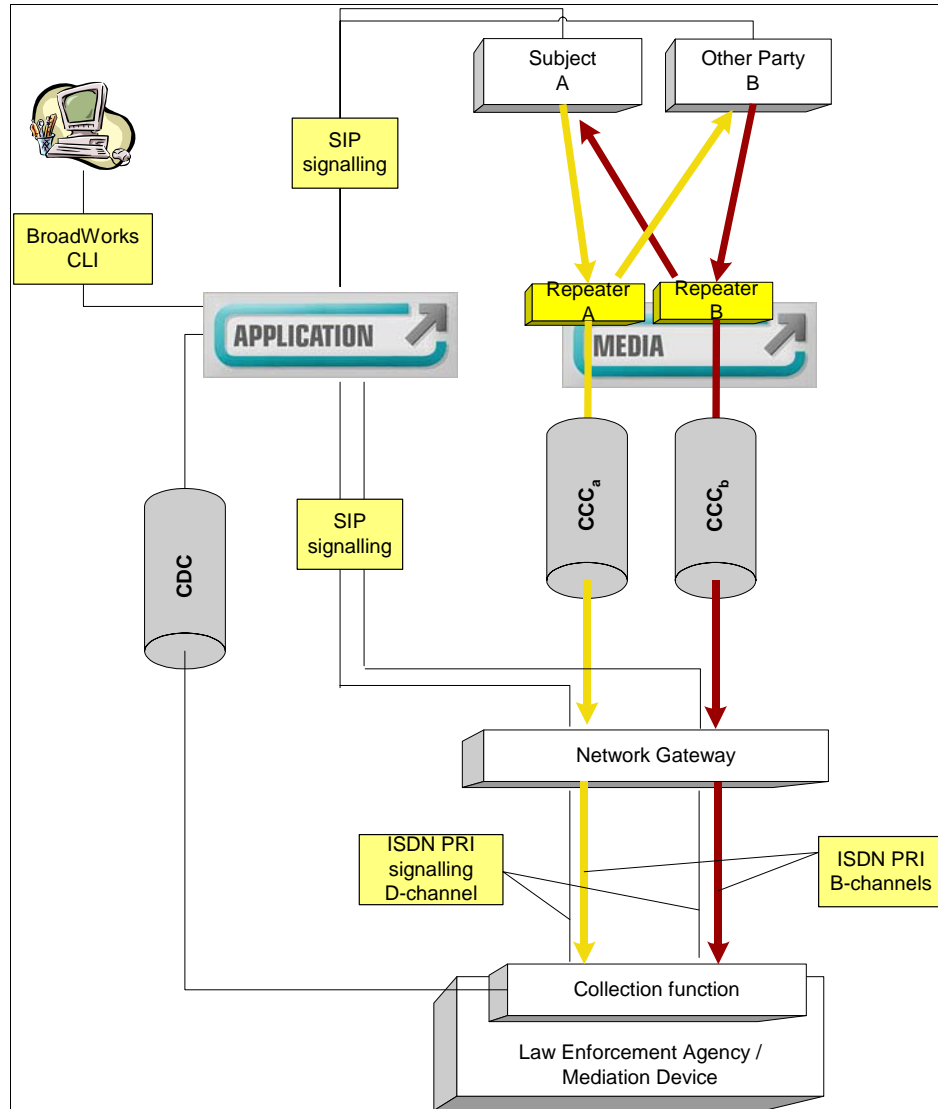 Subject
A
Other Party
B
SIP
signalling
BroadWorks
CLI
Repeater
A
Repeater
B
APPLICATION
MEDIA
CCCa
CCCb
SIP
signalling
CDC
Network Gateway
ISDN PRI
signalling
D-channel
ISDN PRI
B-channels
Collection function
Law Enforcement Agency /
Mediation Device